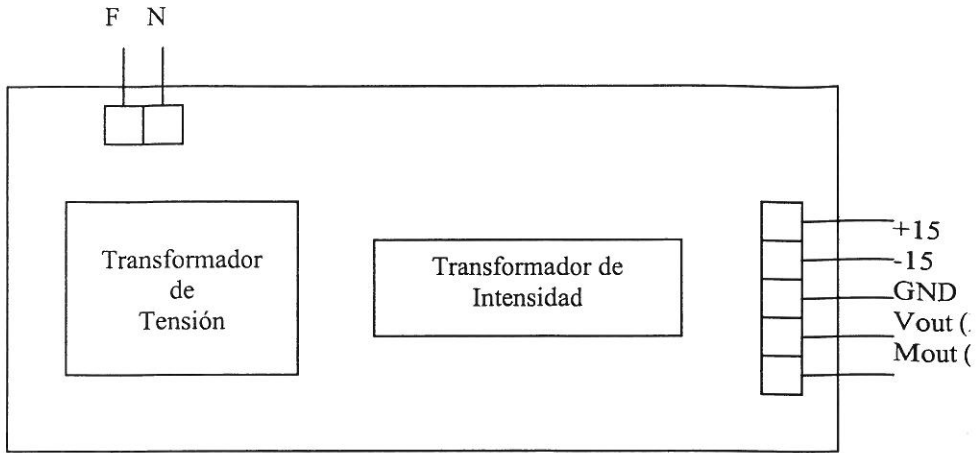 F N
Transformador
de
Tensión
Transformador de
Intensidad
+15
-15
GND
Vout (
Mout (